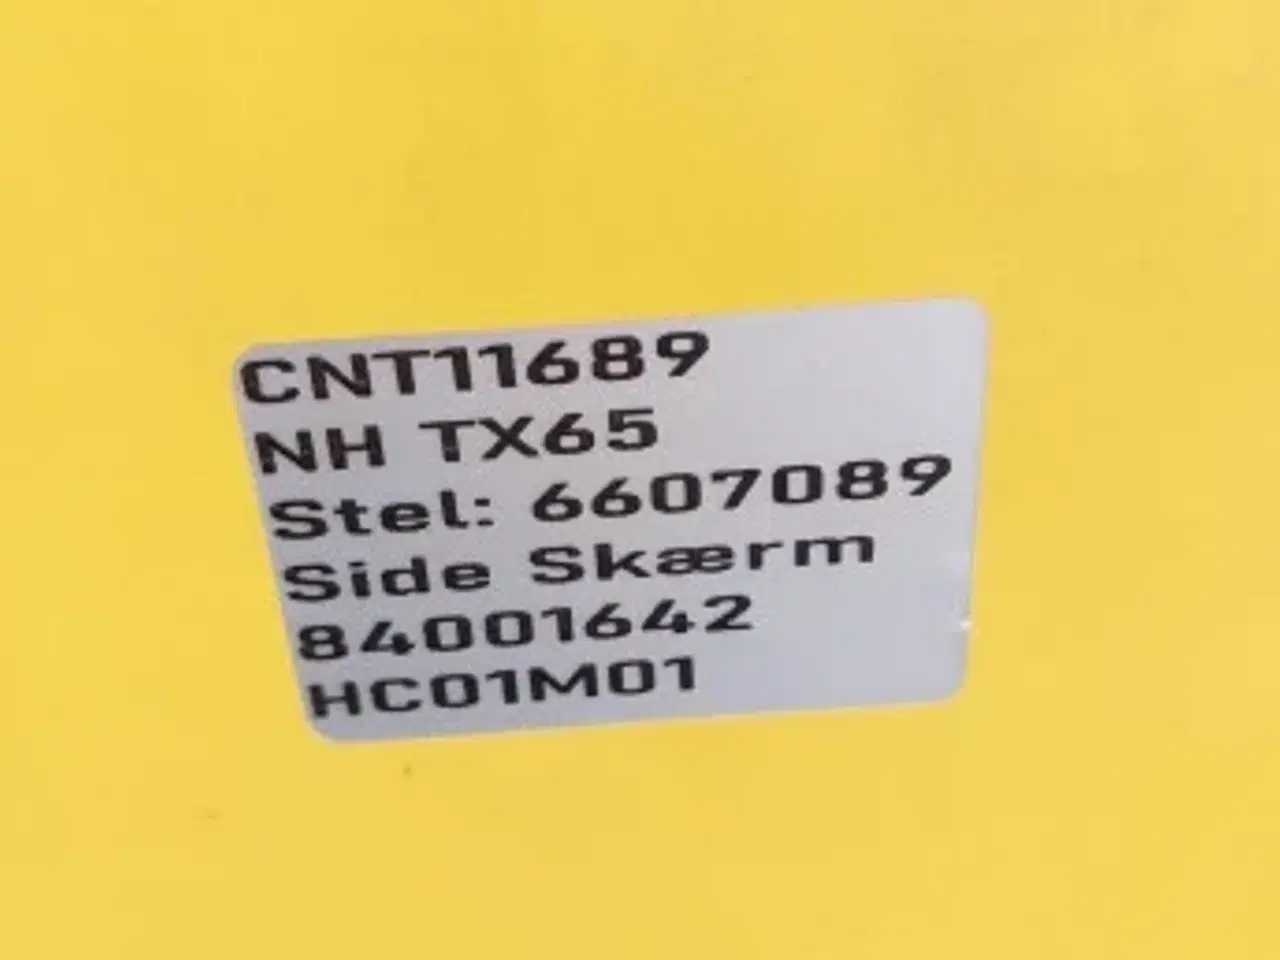 CNT11689
NH TX65
Stel: 6607089
Side Skærm
84001642
HC01M01